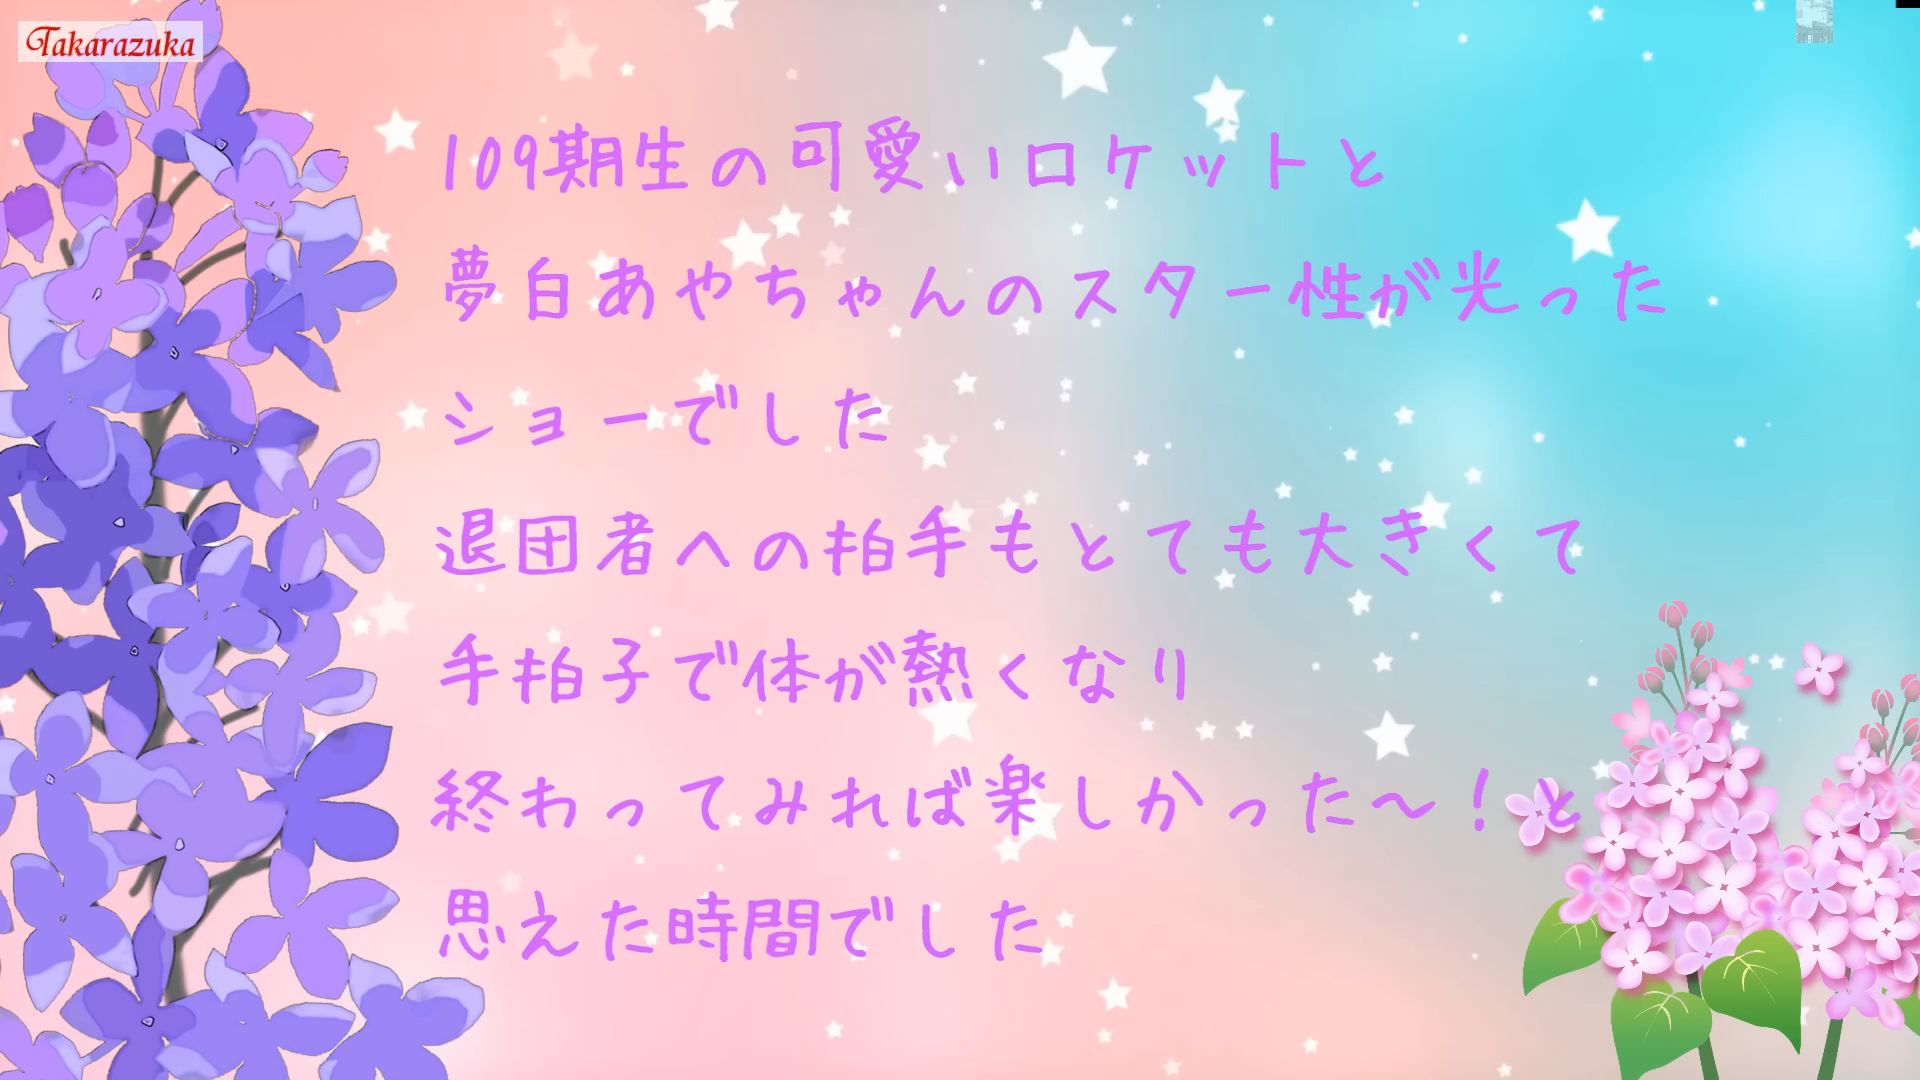 Takarazuka
109期生の可愛いロケットと
夢白あやちゃんのスター性が光った
ショーでした
退団者への拍手もとても大きくて
手拍子で体が熱くなり
終わってみれば楽しかった～！と
思えた時間でした